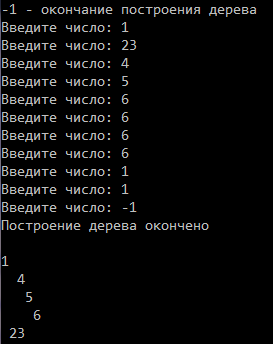 -1 - окончание построения дерева
Введите число: 1
Введите число: 23
Введите число: 4
Введите число: 5
Введите число: 6
Введите число: 6
Введите число: 6
Введите число: 6
Введите число: 1
Введите число: 1
Введите число: -1
Построение дерева окончено

1
  4
   5
    6
 23